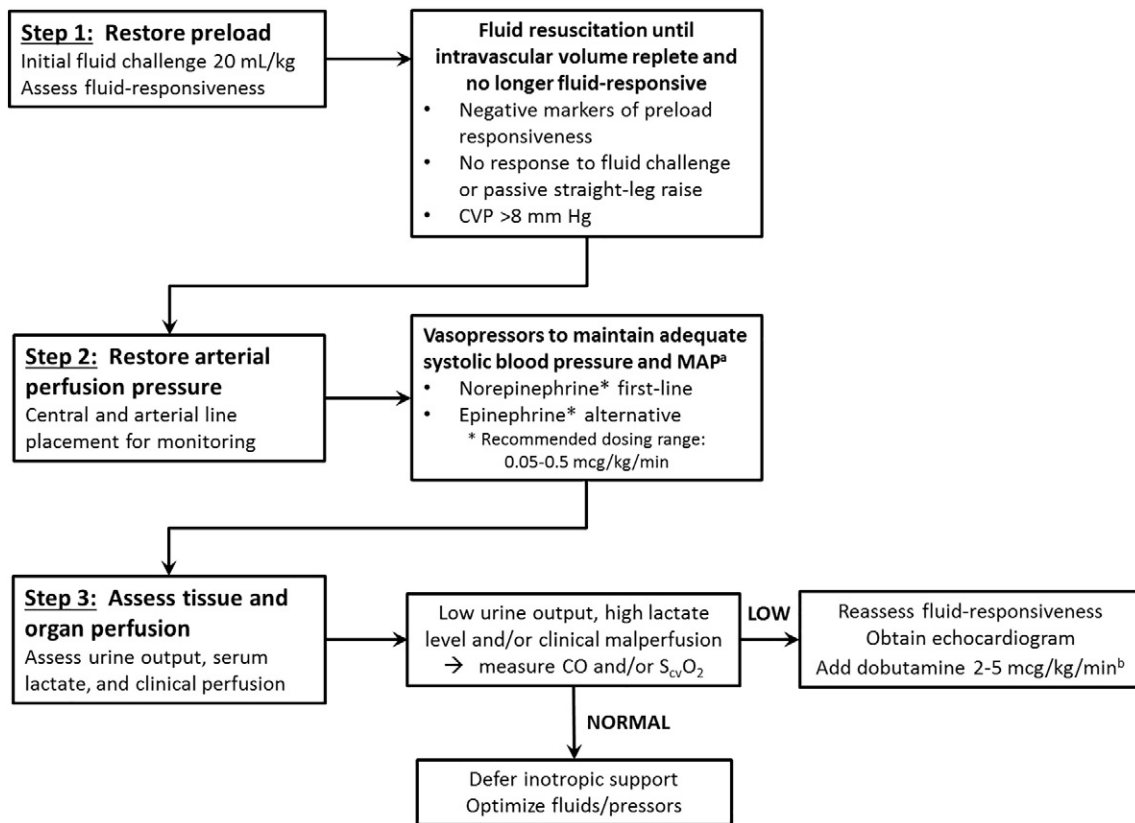 Step 1: Restore preload
Initial fluid challenge 20 mL/kg
Assess fluid-responsiveness
Fluid resuscitation until
intravascular volume replete and
no longer fluid-responsive
• Negative markers of preload
responsiveness
• No response to fluid challenge
or passive straight-leg raise
• CVP >8 mm Hg
Step 2: Restore arterial
perfusion pressure
Central and arterial line
placement for monitoring
Vasopressors to maintain adequate
systolic blood pressure and MAPᵃ
• Norepinephrine* first-line
• Epinephrine* alternative
* Recommended dosing range:
0.05-0.5 mcg/kg/min
Step 3: Assess tissue and
organ perfusion
Assess urine output, serum
lactate, and clinical perfusion
Low urine output, high lactate
level and/or clinical malperfusion
→ measure CO and/or ScvO₂
LOW
Reassess fluid-responsiveness
Obtain echocardiogram
Add dobutamine 2-5 mcg/kg/minᵇ
NORMAL
Defer inotropic support
Optimize fluids/pressors